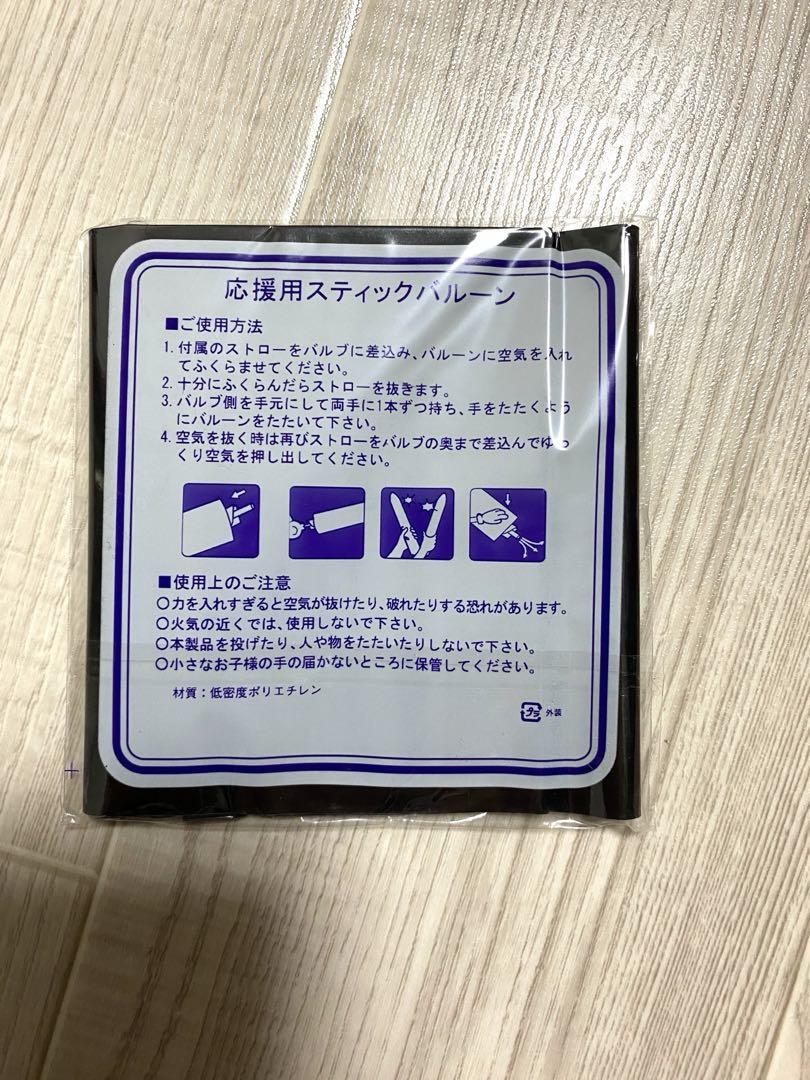 応援用スティックバルーン
■ご使用方法
1. 付属のストローをバルブに差込み、バルーンに空気を入れ
てふくらませてください。
2. 十分にふくらんだらストローを抜きます。
3. バルブ側を手元にして両手に1本ずつ持ち、手をたたくよう
にバルーンをたたいて下さい。
4. 空気を抜く時は再びストローをバルブの奥まで差込んでゆっ
くり空気を押し出してください。
■使用上のご注意
○力を入れすぎると空気が抜けたり、破れたりする恐れがあります。
○火気の近くでは、使用しないで下さい。
○本製品を投げたり、人や物をたたいたりしないで下さい。
○小さなお子様の手の届かないところに保管してください。
材質：低密度ポリエチレン
プラ 外装